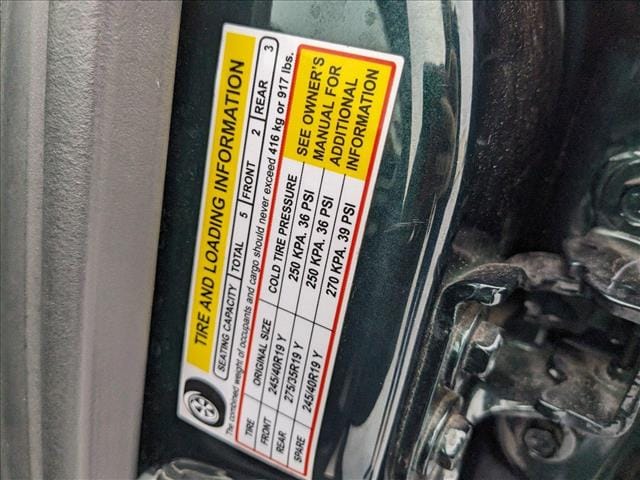 TIRE AND LOADING INFORMATION
SEATING CAPACITY TOTAL 5 FRONT 2 REAR 3
The combined weight of occupants and cargo should never exceed 416 kg or 917 lbs.
TIRE ORIGINAL SIZE COLD TIRE PRESSURE
FRONT 245/40R19 Y 250 KPA. 36 PSI
REAR 275/35R19 Y 250 KPA. 36 PSI
SPARE 245/40R19 Y 270 KPA. 39 PSI
SEE OWNER'S
MANUAL FOR
ADDITIONAL
INFORMATION